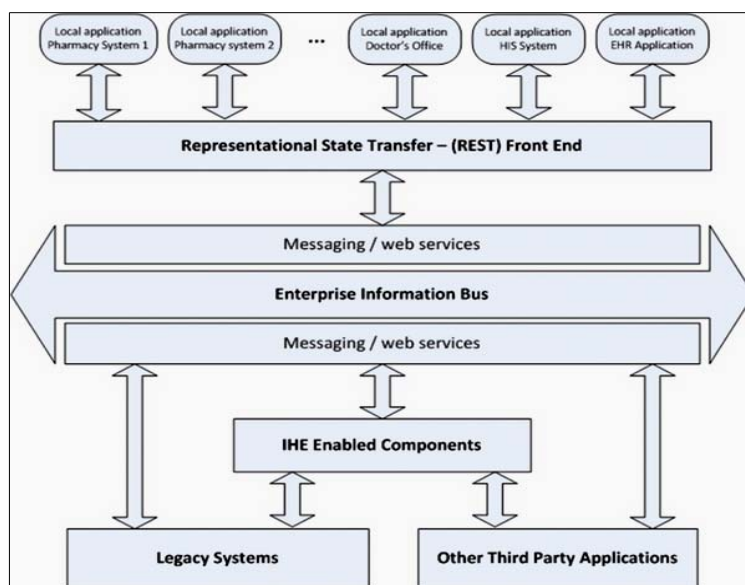 Local application
Pharmacy System 1
Local application
Pharmacy system 2
...
Local application
Doctor's Office
Local application
HIS System
Local application
EHR Application
Representational State Transfer – (REST) Front End
Messaging / web services
Enterprise Information Bus
Messaging / web services
IHE Enabled Components
Legacy Systems
Other Third Party Applications